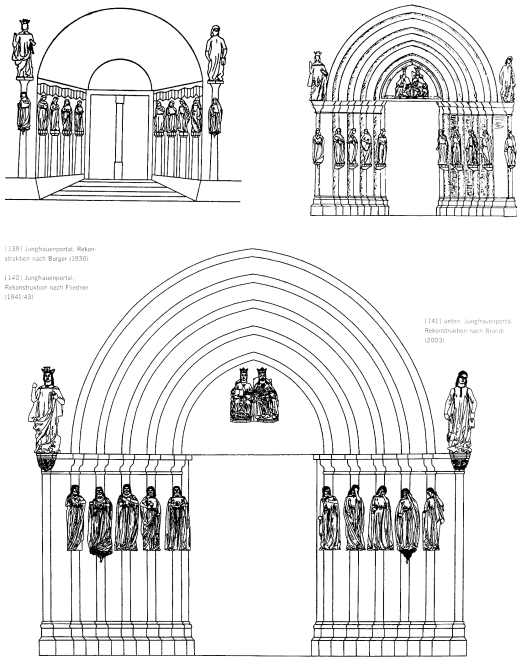 (139) Jungfrauenportal, Rekon-
struktion nach Burger (1930)
(140) Jungfrauenportal,
Rekonstruktion nach Fliedner
(1941/43)
(141) unten: Jungfrauenportal
Rekonstruktion nach Brandl
(2003)